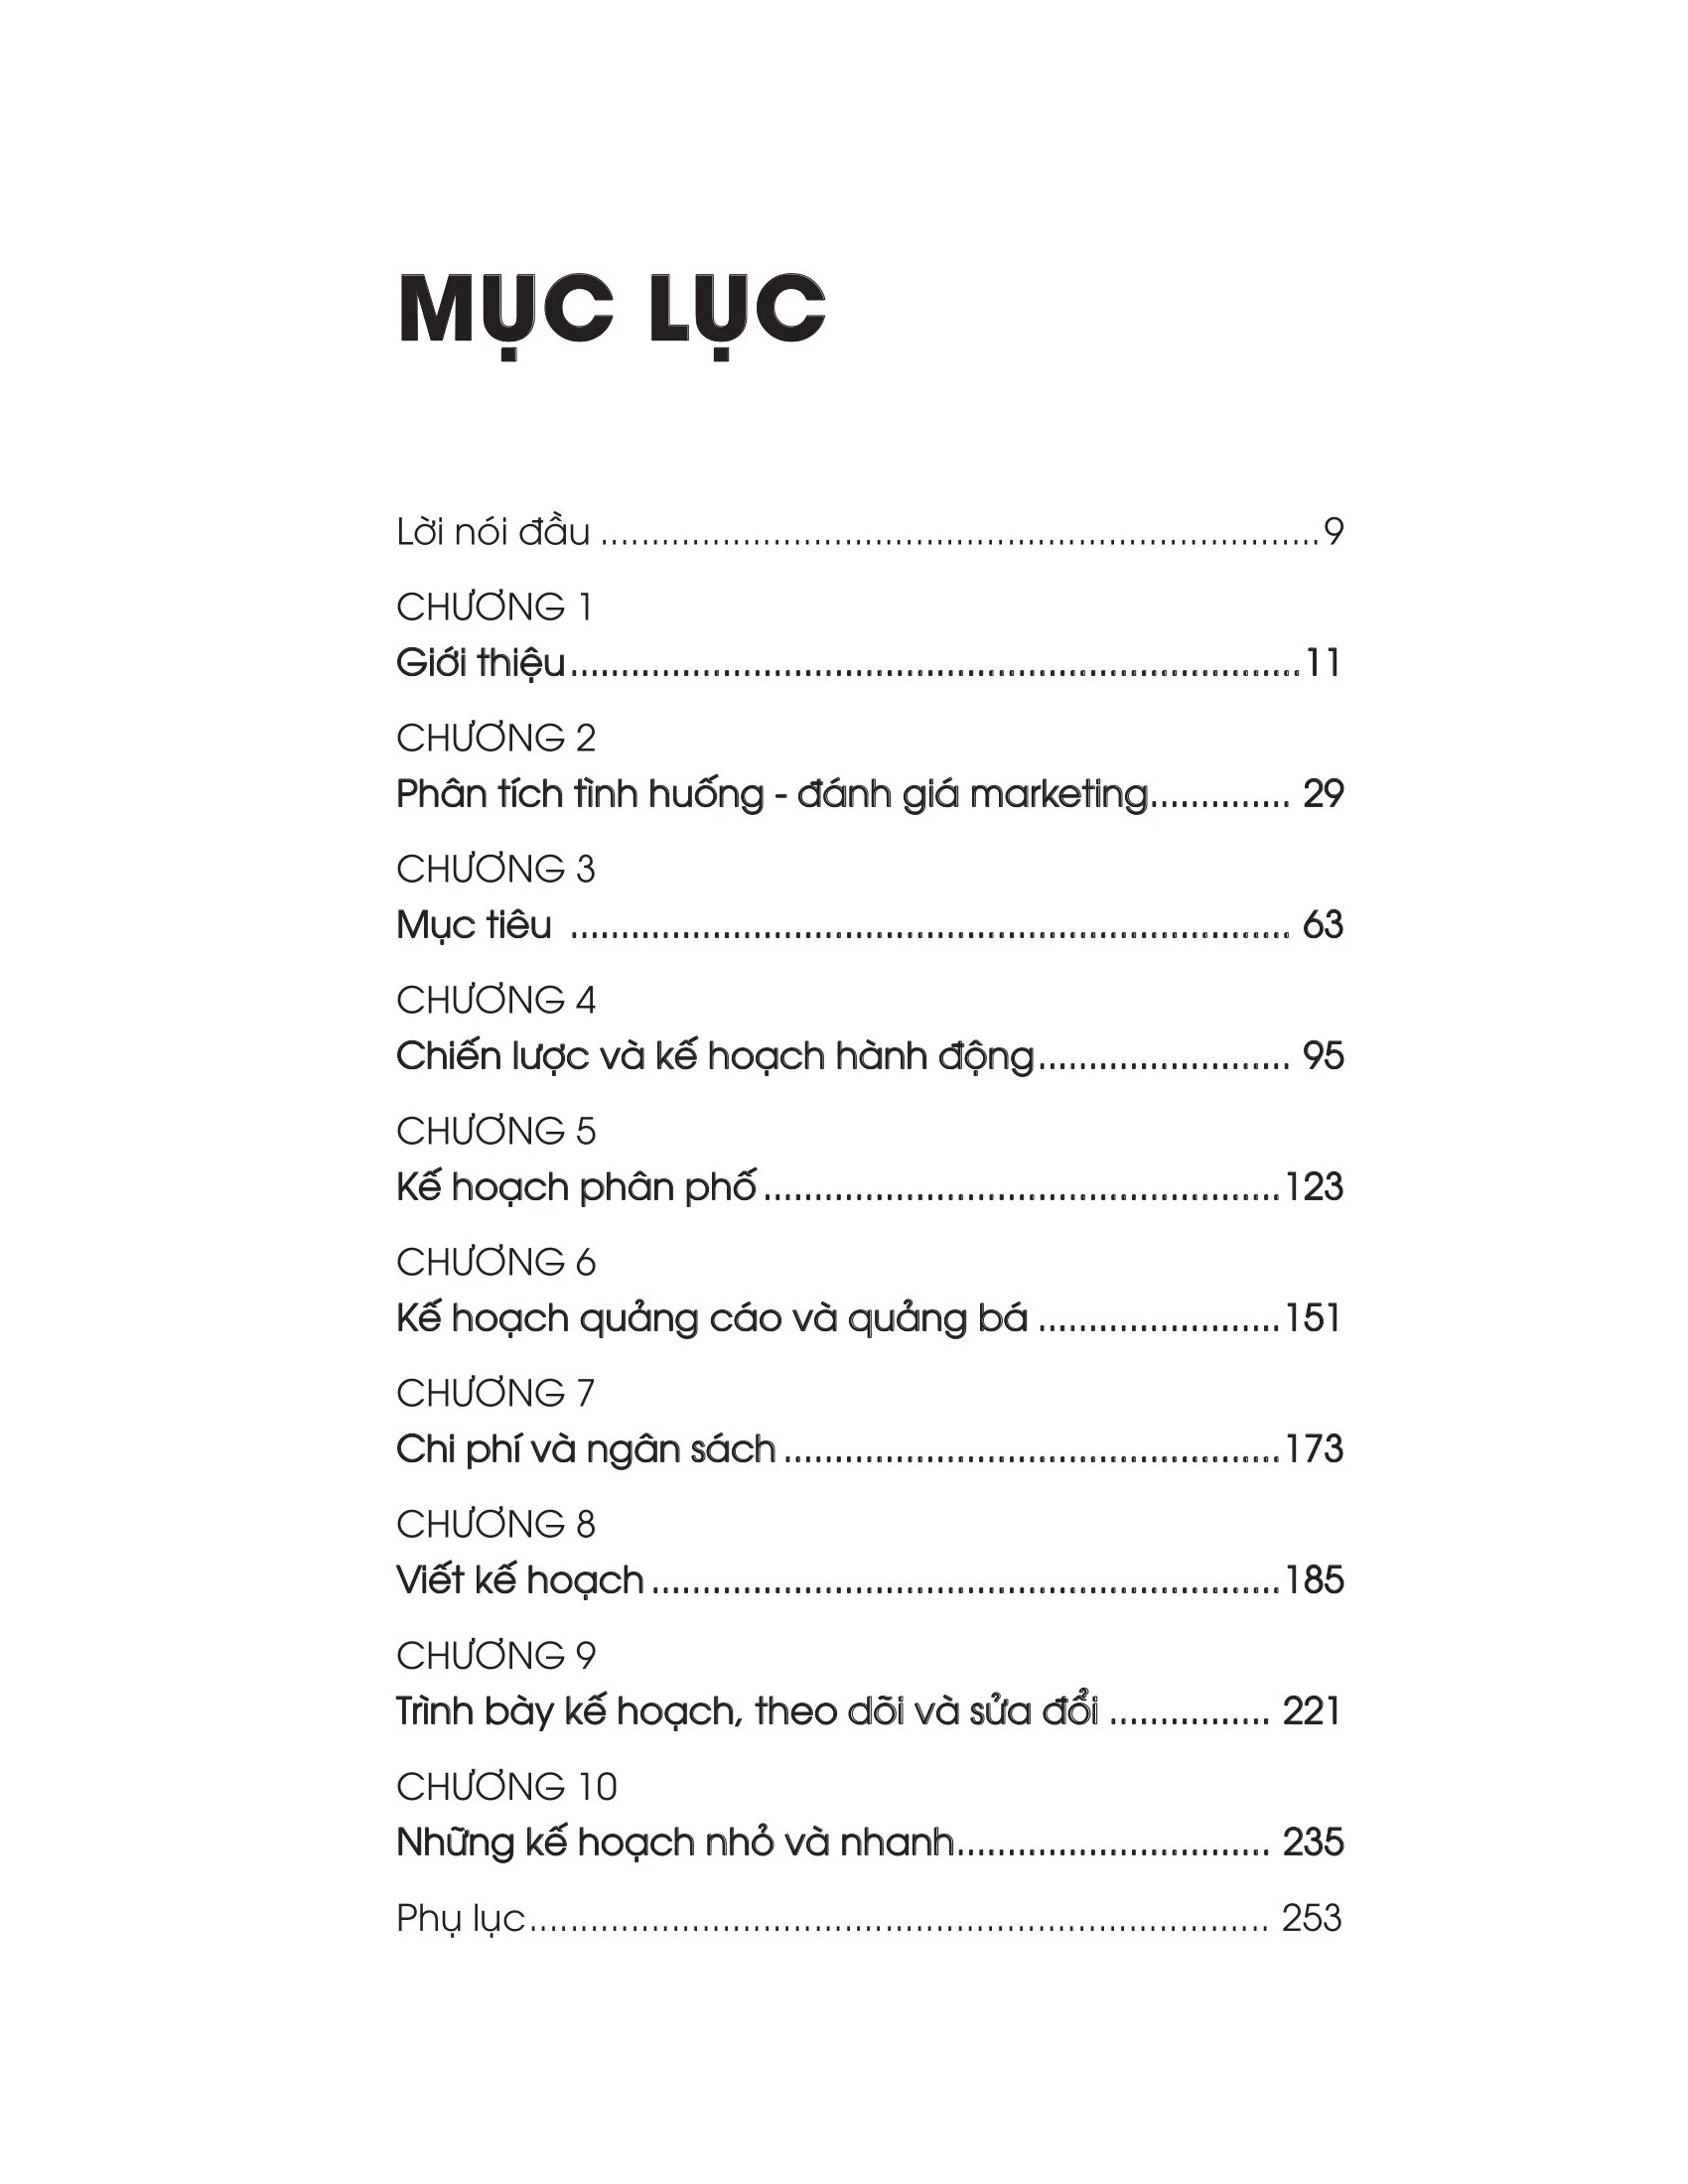 MỤC LỤC
Lời nói đầu ....................................................................... 9
CHƯƠNG 1
Giới thiệu........................................................................ 11
CHƯƠNG 2
Phân tích tình huống - đánh giá marketing.............. 29
CHƯƠNG 3
Mục tiêu ....................................................................... 63
CHƯƠNG 4
Chiến lược và kế hoạch hành động......................... 95
CHƯƠNG 5
Kế hoạch phân phố ................................................... 123
CHƯƠNG 6
Kế hoạch quảng cáo và quảng bá ........................ 151
CHƯƠNG 7
Chi phí và ngân sách ................................................. 173
CHƯƠNG 8
Viết kế hoạch .............................................................. 185
CHƯƠNG 9
Trình bày kế hoạch, theo dõi và sửa đổi ................ 221
CHƯƠNG 10
Những kế hoạch nhỏ và nhanh............................... 235
Phụ lục......................................................................... 253